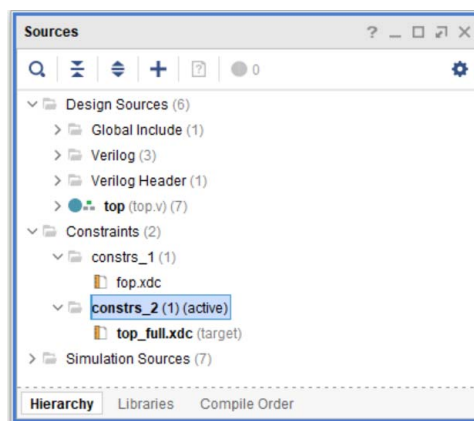 Sources
0
Design Sources (6)
Global Include (1)
Verilog (3)
Verilog Header (1)
top (top.v) (7)
Constraints (2)
constrs_1 (1)
fop.xdc
constrs_2 (1) (active)
top_full.xdc (target)
Simulation Sources (7)
Hierarchy Libraries Compile Order